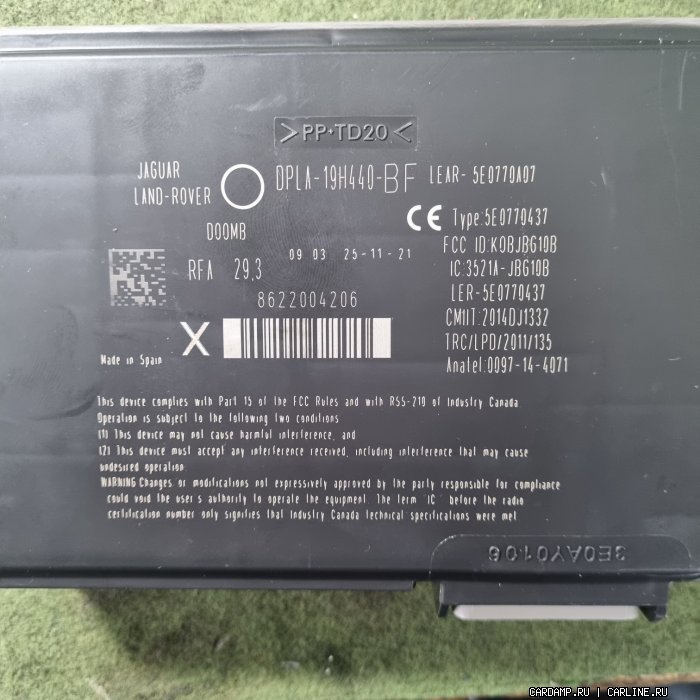 >PP+TD20<
JAGUAR
LAND-ROVER
DPLA-19H440-BF
LEAR- 5E0770A07
CE Type:5E0770437
DOOMB
09 03 25-11-21
FCC ID:KOBJBG10B
RFA 29,3
IC:3521A-JBG10B
8622004206
LER-5E0770437
CMIIT:2014DJ1332
X
TRC/LPD/2011/135
Made in Spain
Anatel:0097-14-4071
This device complies with Part 15 of the FCC Rules and with RSS-210 of Industry Canada
Operation is subject to the following two conditions
(1) This device may not cause harmful interference, and
(2) This device must accept any interference received, including interference that may cause
undesired operation
WARNING Changes or modifications not expressively approved by the party responsible for compliance
could void the user's authority to operate the equipment. The term 'IC' before the radio
certification number only signifies that Industry Canada technical specifications were met
3E0AY0106
CARDAMP.RU | CARLINE.RU